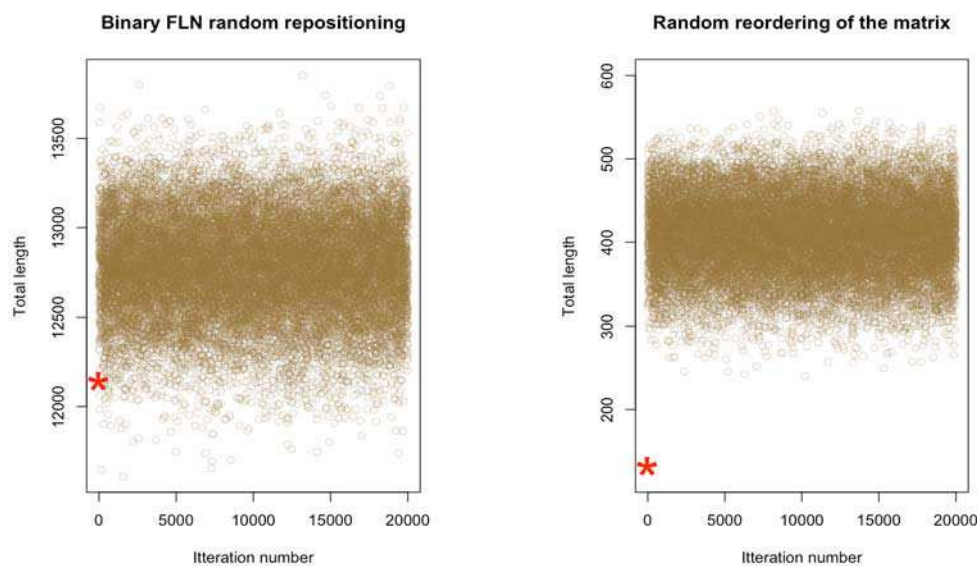 Binary FLN random repositioning
Total length
13500
13000
12500
12000
0 5000 10000 15000 20000
Itteration number
Random reordering of the matrix
Total length
600
500
400
300
200
0 5000 10000 15000 20000
Itteration number